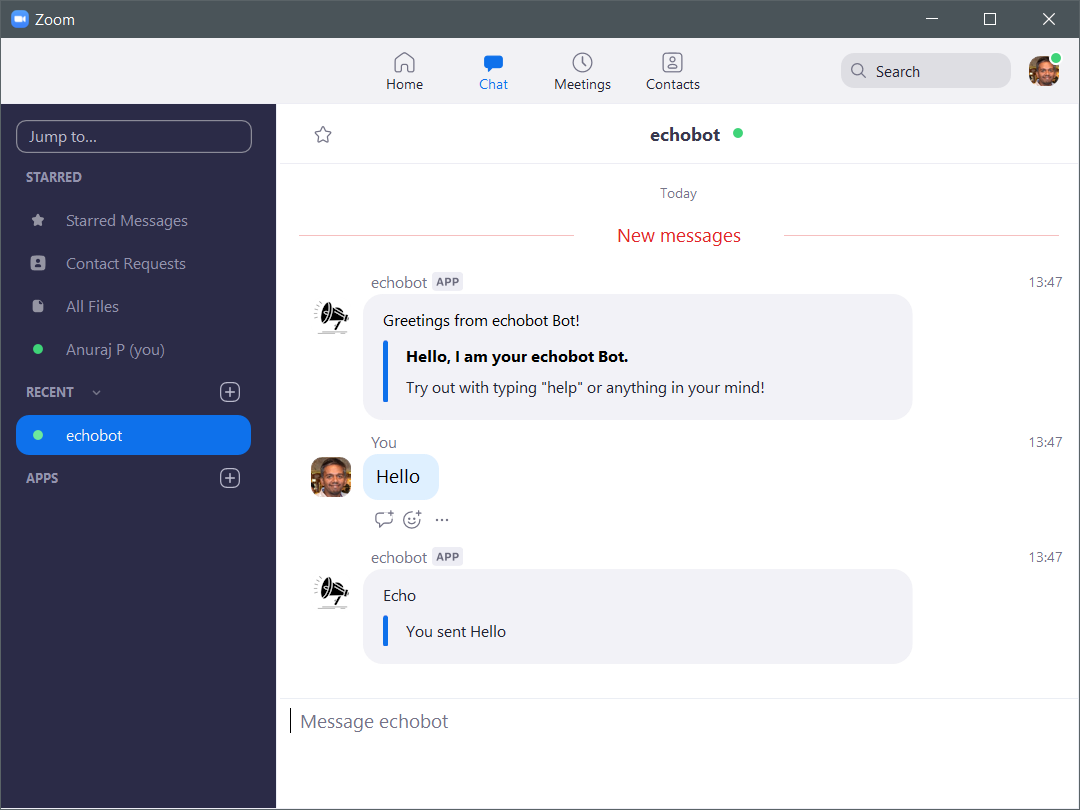 Zoom
Home
Chat
Meetings
Contacts
Search
Jump to...
STARRED
Starred Messages
Contact Requests
All Files
Anuraj P (you)
RECENT
echobot
APPS
echobot
Today
New messages
echobot APP 13:47
Greetings from echobot Bot!
Hello, I am your echobot Bot.
Try out with typing "help" or anything in your mind!
You 13:47
Hello
echobot APP 13:47
Echo
You sent Hello
Message echobot